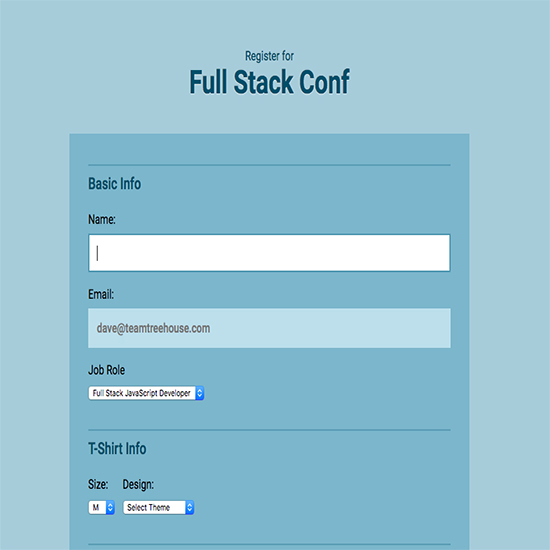 Register for
Full Stack Conf
Basic Info
Name:
Email:
dave@teamtreehouse.com
Job Role
Full Stack JavaScript Developer
T-Shirt Info
Size: Design:
M Select Theme